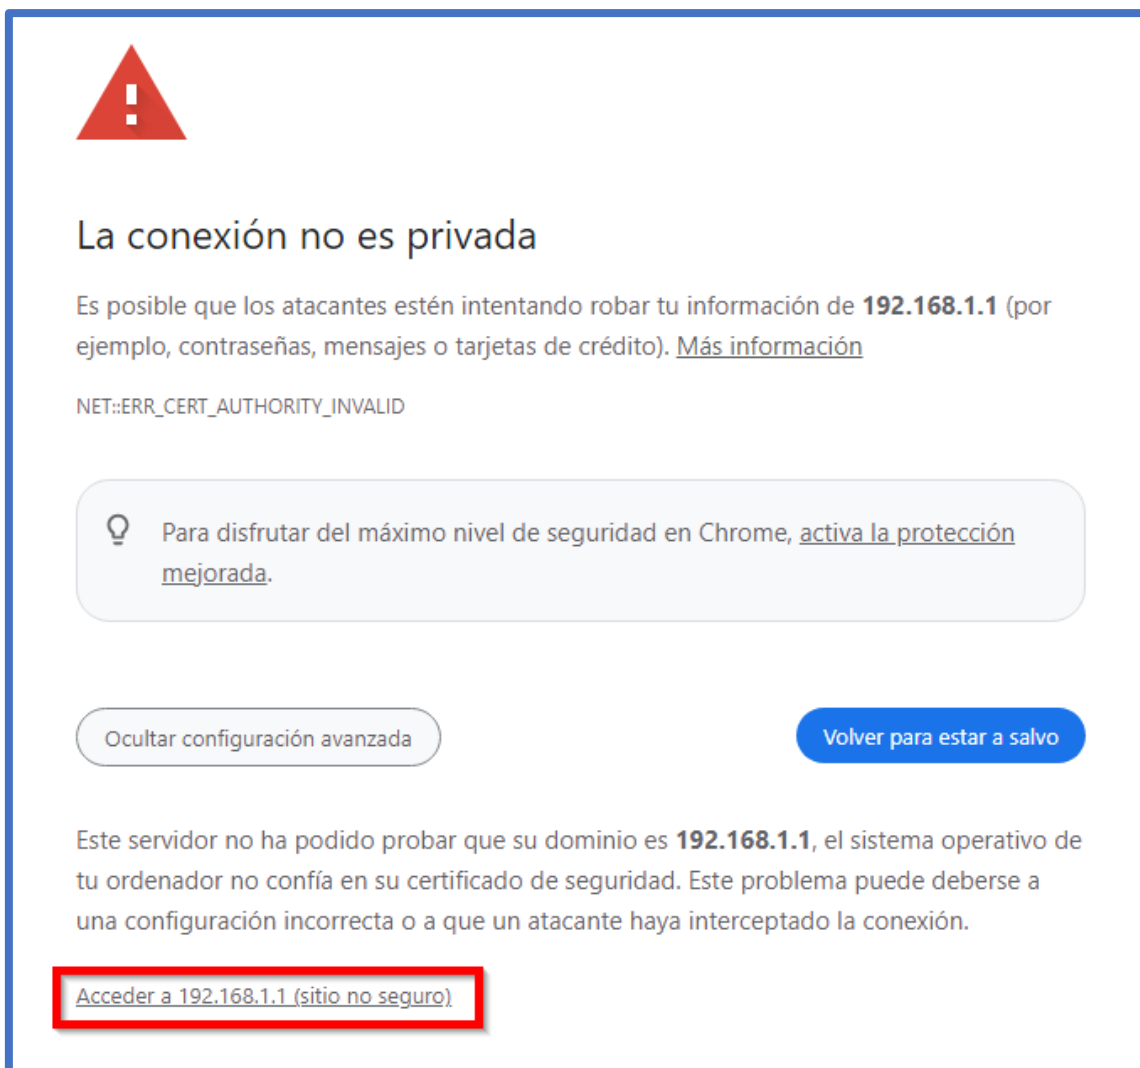 La conexión no es privada
Es posible que los atacantes estén intentando robar tu información de 192.168.1.1 (por
ejemplo, contraseñas, mensajes o tarjetas de crédito). Más información
NET::ERR_CERT_AUTHORITY_INVALID
Para disfrutar del máximo nivel de seguridad en Chrome, activa la protección
mejorada.
Ocultar configuración avanzada
Volver para estar a salvo
Este servidor no ha podido probar que su dominio es 192.168.1.1, el sistema operativo de
tu ordenador no confía en su certificado de seguridad. Este problema puede deberse a
una configuración incorrecta o a que un atacante haya interceptado la conexión.
Acceder a 192.168.1.1 (sitio no seguro)